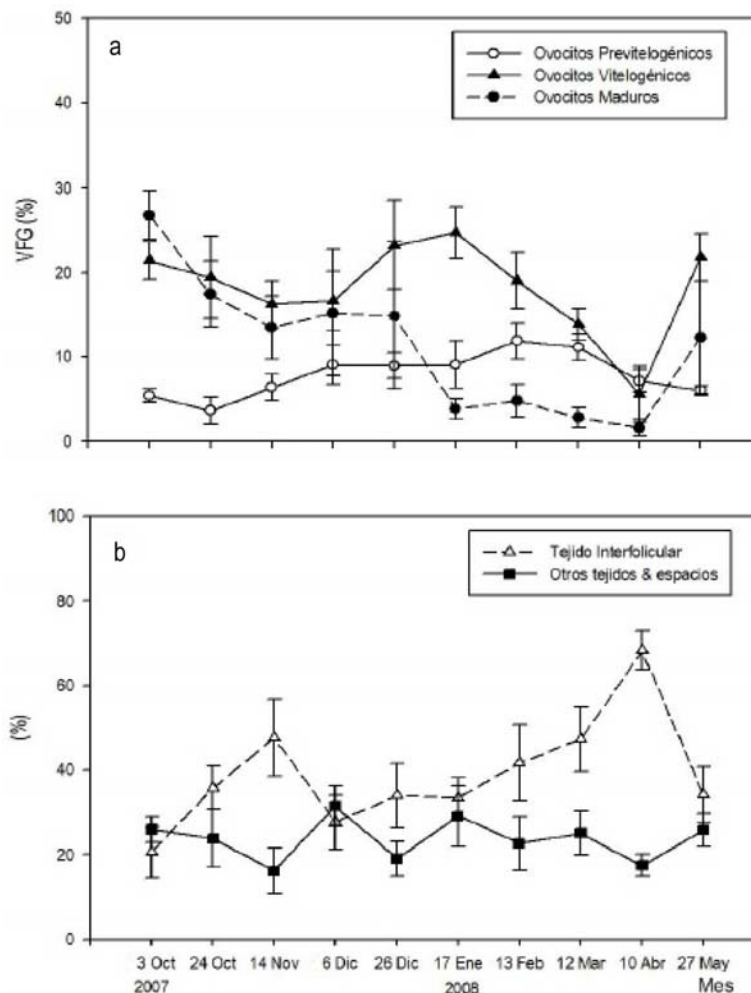 a
Ovocitos Previtelogénicos
Ovocitos Vitelogénicos
Ovocitos Maduros
50
40
30
20
10
0
VFG (%)
b
Tejido Interfolicular
Otros tejidos & espacios
100
80
60
40
20
0
(%)
3 Oct 24 Oct 14 Nov 6 Dic 26 Dic 17 Ene 13 Feb 12 Mar 10 Abr 27 May
2007 2008 Mes